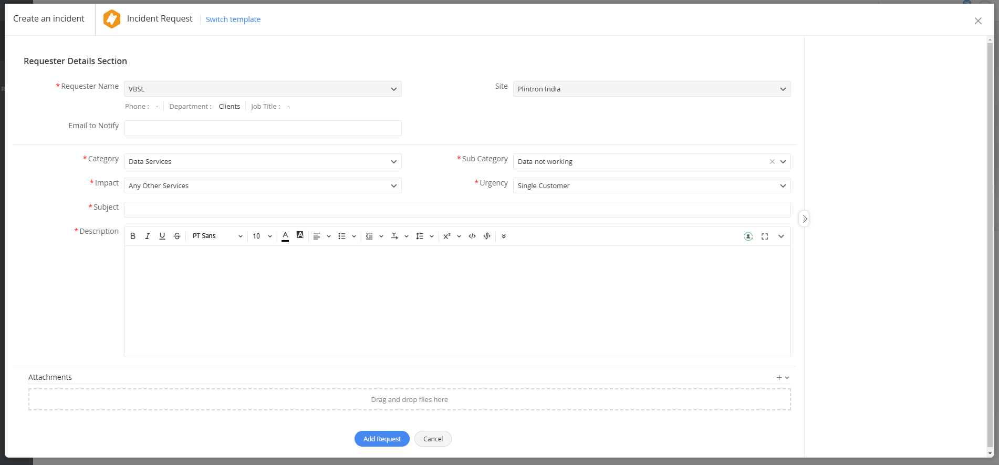 Create an incident
Incident Request
Switch template
Requester Details Section
* Requester Name
VBSL
Site
Plintron India
Phone : - Department : Clients Job Title : -
Email to Notify
* Category
Data Services
* Sub Category
Data not working
* Impact
Any Other Services
* Urgency
Single Customer
* Subject
* Description
B I U S PT Sans 10 A A
Attachments
Drag and drop files here
Add Request
Cancel